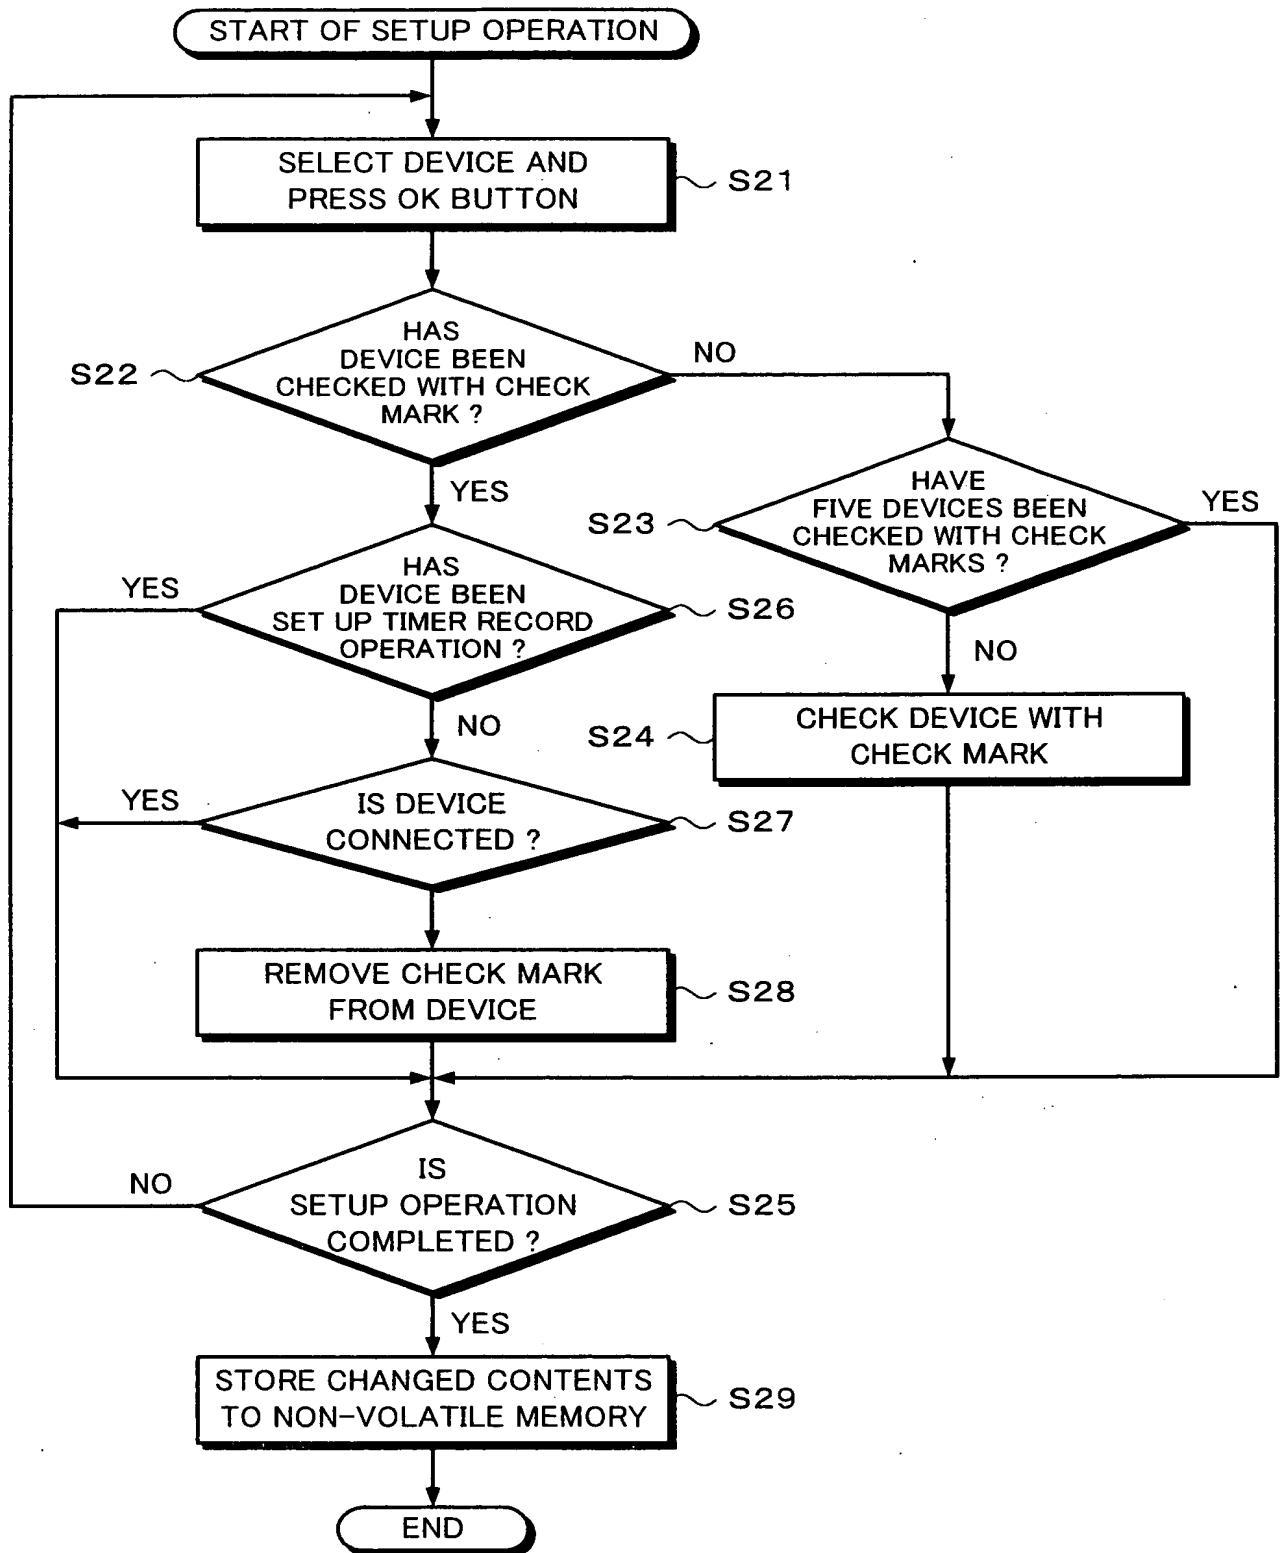 START OF SETUP OPERATION
SELECT DEVICE AND
PRESS OK BUTTON
S21
HAS
DEVICE BEEN
CHECKED WITH CHECK
MARK ?
S22
NO
YES
HAVE
FIVE DEVICES BEEN
CHECKED WITH CHECK
MARKS ?
S23
YES
NO
HAS
DEVICE BEEN
SET UP TIMER RECORD
OPERATION ?
S26
YES
NO
CHECK DEVICE WITH
CHECK MARK
S24
IS DEVICE
CONNECTED ?
S27
YES
REMOVE CHECK MARK
FROM DEVICE
S28
IS
SETUP OPERATION
COMPLETED ?
S25
NO
YES
STORE CHANGED CONTENTS
TO NON-VOLATILE MEMORY
S29
END